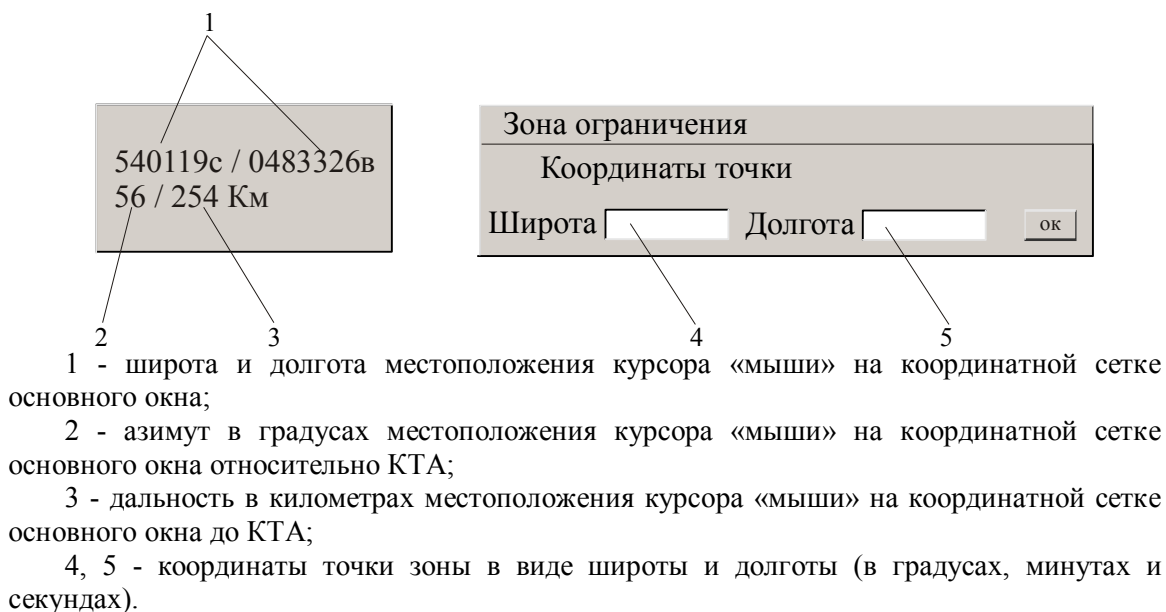 1
540119с / 0483326в
56 / 254 Км
Зона ограничения
Координаты точки
Широта Долгота ок
2 3 4 5
1 - широта и долгота местоположения курсора «мыши» на координатной сетке
основного окна;
2 - азимут в градусах местоположения курсора «мыши» на координатной сетке
основного окна относительно КТА;
3 - дальность в километрах местоположения курсора «мыши» на координатной сетке
основного окна до КТА;
4, 5 - координаты точки зоны в виде широты и долготы (в градусах, минутах и
секундах).